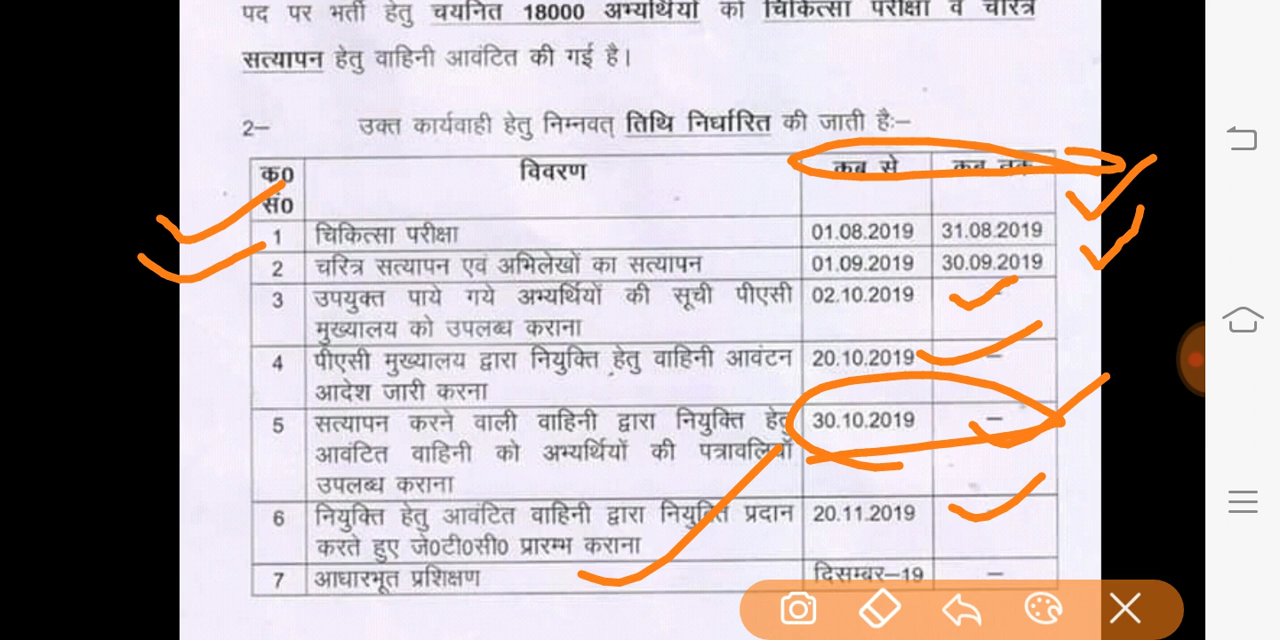 पद पर भर्ती हेतु चयनित 18000 अभ्यर्थियों को चिकित्सा परीक्षा व चरित्र
सत्यापन हेतु वाहिनी आवंटित की गई है।
2– उक्त कार्यवाही हेतु निम्नवत् तिथि निर्धारित की जाती है:–
क0 सं0 विवरण कब से कब तक
1 चिकित्सा परीक्षा 01.08.2019 31.08.2019
2 चरित्र सत्यापन एवं अभिलेखों का सत्यापन 01.09.2019 30.09.2019
3 उपयुक्त पाये गये अभ्यर्थियों की सूची पीएसी 02.10.2019
मुख्यालय को उपलब्ध कराना
4 पीएसी मुख्यालय द्वारा नियुक्ति हेतु वाहिनी आवंटन 20.10.2019 –
आदेश जारी करना
5 सत्यापन करने वाली वाहिनी द्वारा नियुक्ति हेतु 30.10.2019 –
आवंटित वाहिनी को अभ्यर्थियों की पत्रावलियाँ
उपलब्ध कराना
6 नियुक्ति हेतु आवंटित वाहिनी द्वारा नियुक्ति प्रदान 20.11.2019
करते हुए जे0टी0सी0 प्रारम्भ कराना
7 आधारभूत प्रशिक्षण दिसम्बर–19 –